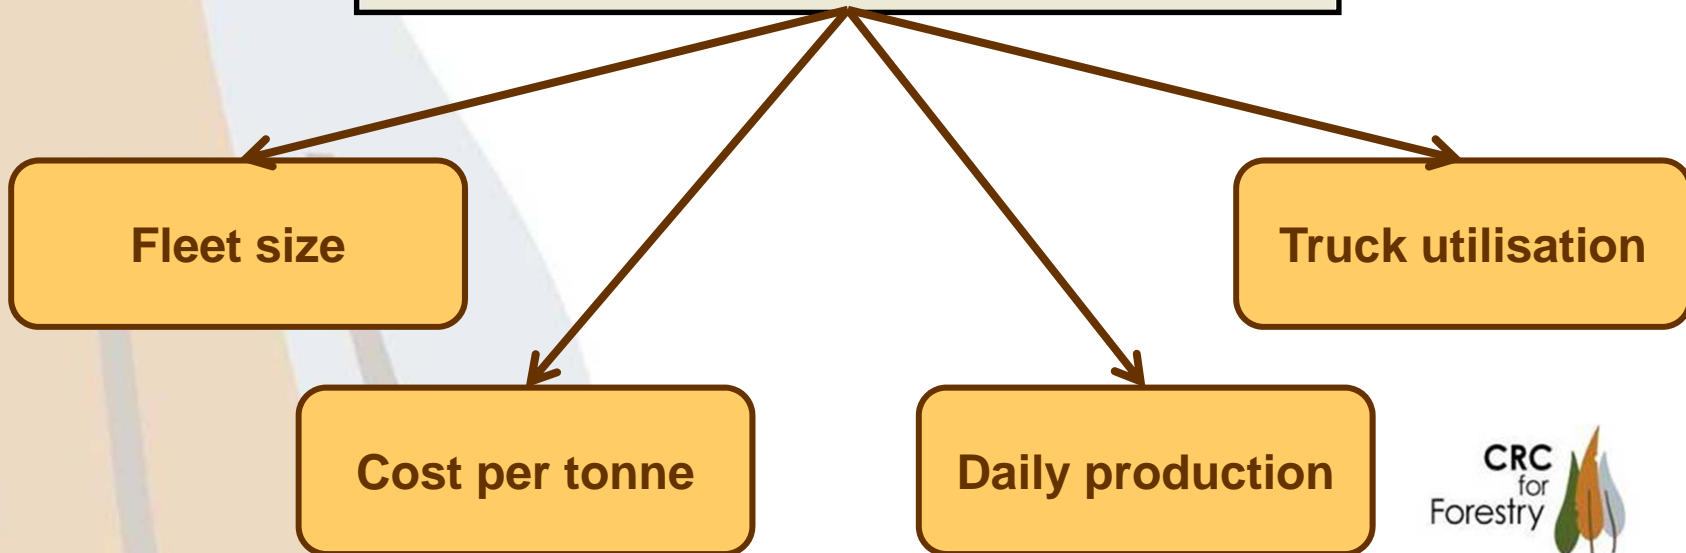 Fleet size
Truck utilisation
Cost per tonne
Daily production
CRC
for
Forestry